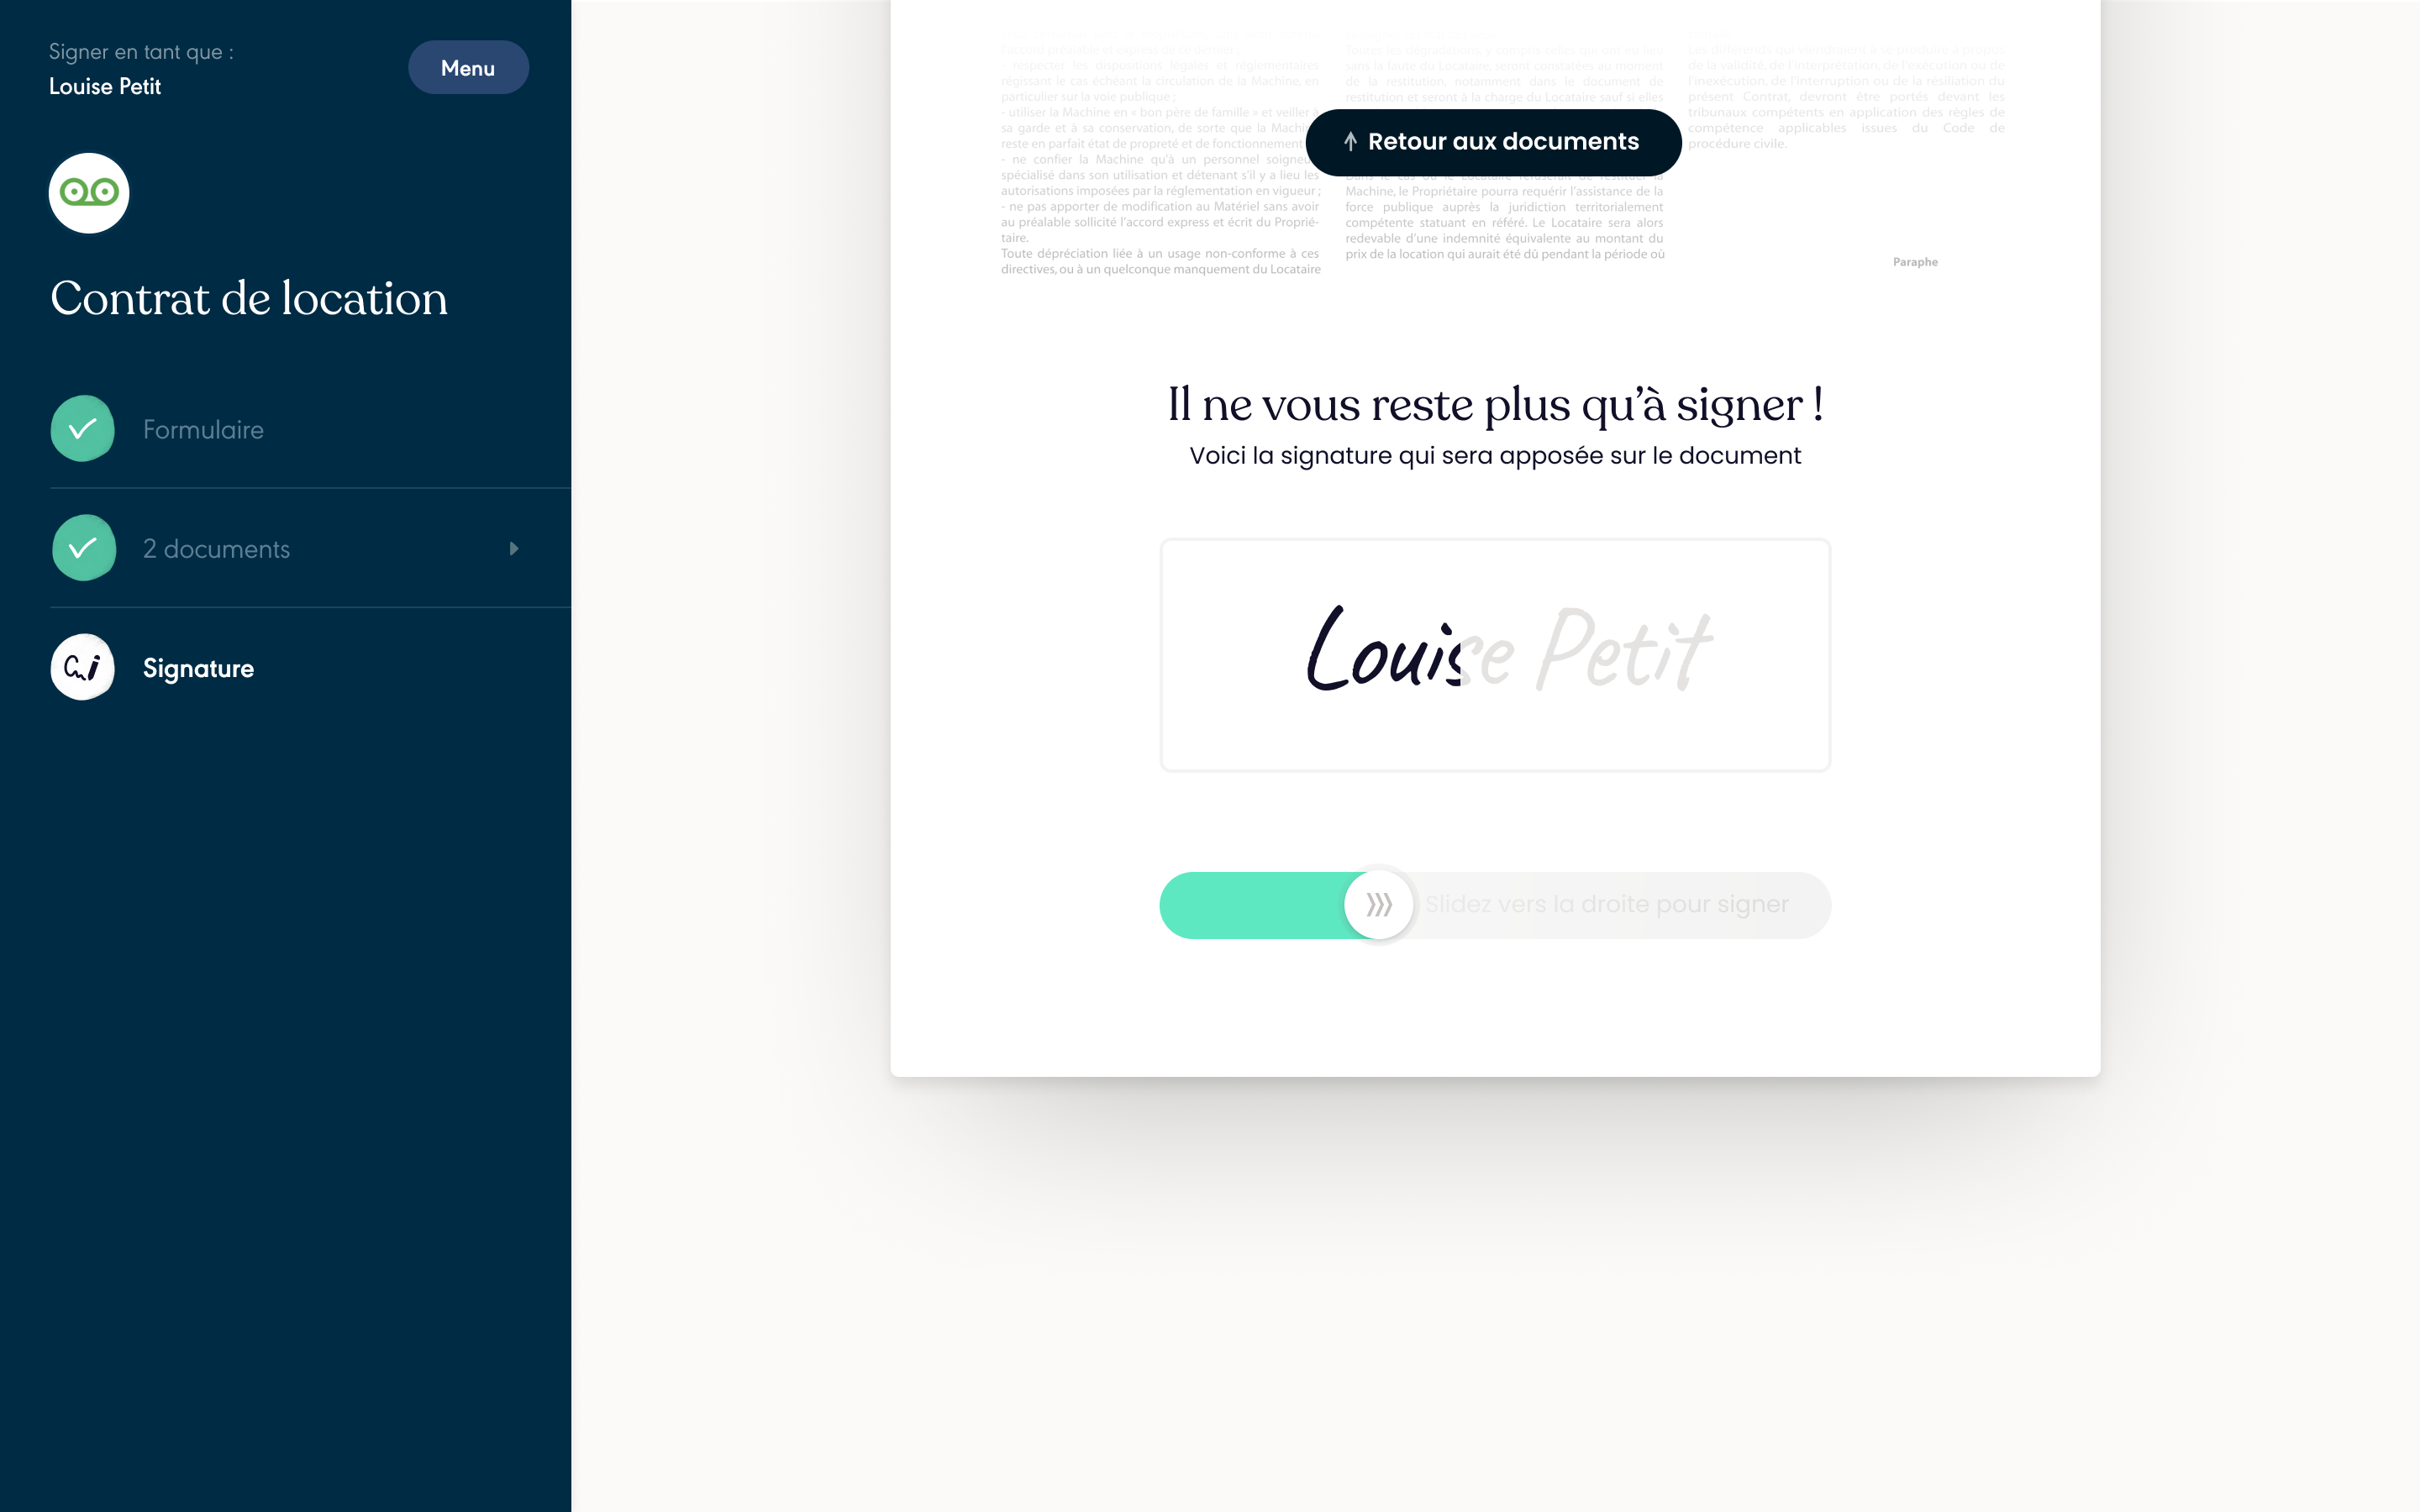 Signer en tant que :
Louise Petit
Menu
Contrat de location
Formulaire
2 documents
Signature
l'accord préalable et express de ce dernier ;
- respecter les dispositions légales et réglementaires
régissant le cas échéant la circulation de la Machine, en
particulier sur la voie publique ;
- utiliser la Machine en « bon père de famille » et veiller à
sa garde et à sa conservation, de sorte que la
reste en parfait état de propreté et de fonctionnement
- ne confier la Machine qu'à un personnel
spécialisé dans son utilisation et détenant s'il y a lieu les
autorisations imposées par la réglementation en vigueur ;
- ne pas apporter de modification au Matériel sans avoir
au préalable sollicité l'accord express et écrit du Proprié-
taire.
Toute dépréciation liée à un usage non-conforme à ces
directives, ou à un quelconque manquement du Locataire
Toutes les dégradations, y compris celles qui ont eu lieu
sans la faute du Locataire, seront constatées au moment
de la restitution, notamment dans le document de
restitution et seront à la charge du Locataire sauf si elles
Machine, le Propriétaire pourra requérir l'assistance de la
force publique auprès la juridiction territorialement
compétente statuant en référé. Le Locataire sera alors
redevable d'une indemnité équivalente au montant du
prix de la location qui aurait été dû pendant la période où
Les différends qui viendraient à se produire à propos
de la validité, de l'interprétation, de l'exécution ou de
l'inexécution, de l'interruption ou de la résiliation du
présent Contrat, devront être portés devant les
tribunaux compétents en application des règles de
compétence applicables issues du Code de
procédure civile.
Paraphe
Retour aux documents
Il ne vous reste plus qu'à signer !
Voici la signature qui sera apposée sur le document
Louise Petit
Slidez vers la droite pour signer